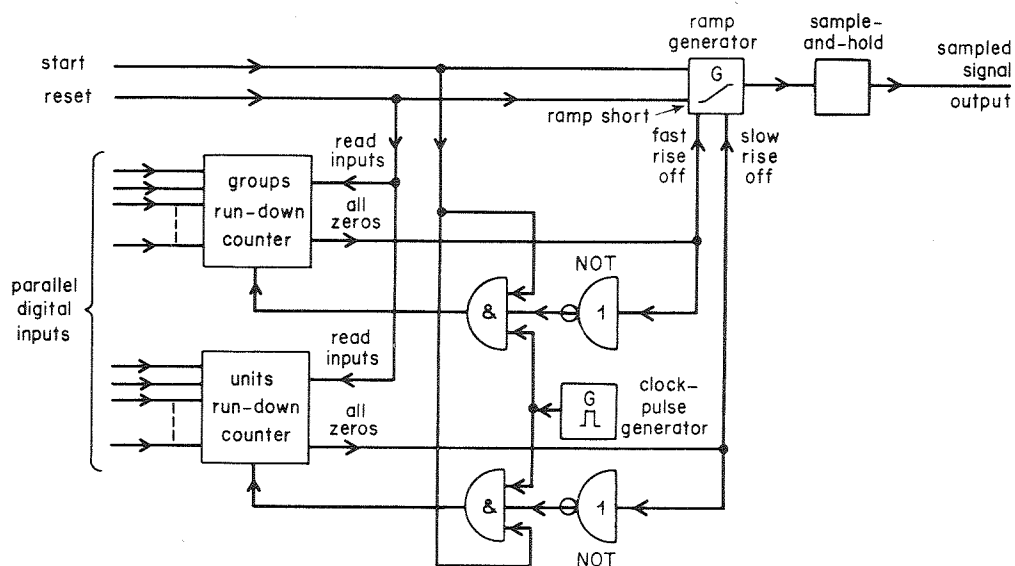 ramp
generator
sample-
and-hold
sampled
signal
output
start
reset
G
ramp short
fast
rise
off
slow
rise
off
read
inputs
groups
run-down
counter
all
zeros
NOT
&
1
parallel
digital
inputs
read
inputs
units
run-down
counter
all
zeros
G
clock-
pulse
generator
&
1
NOT